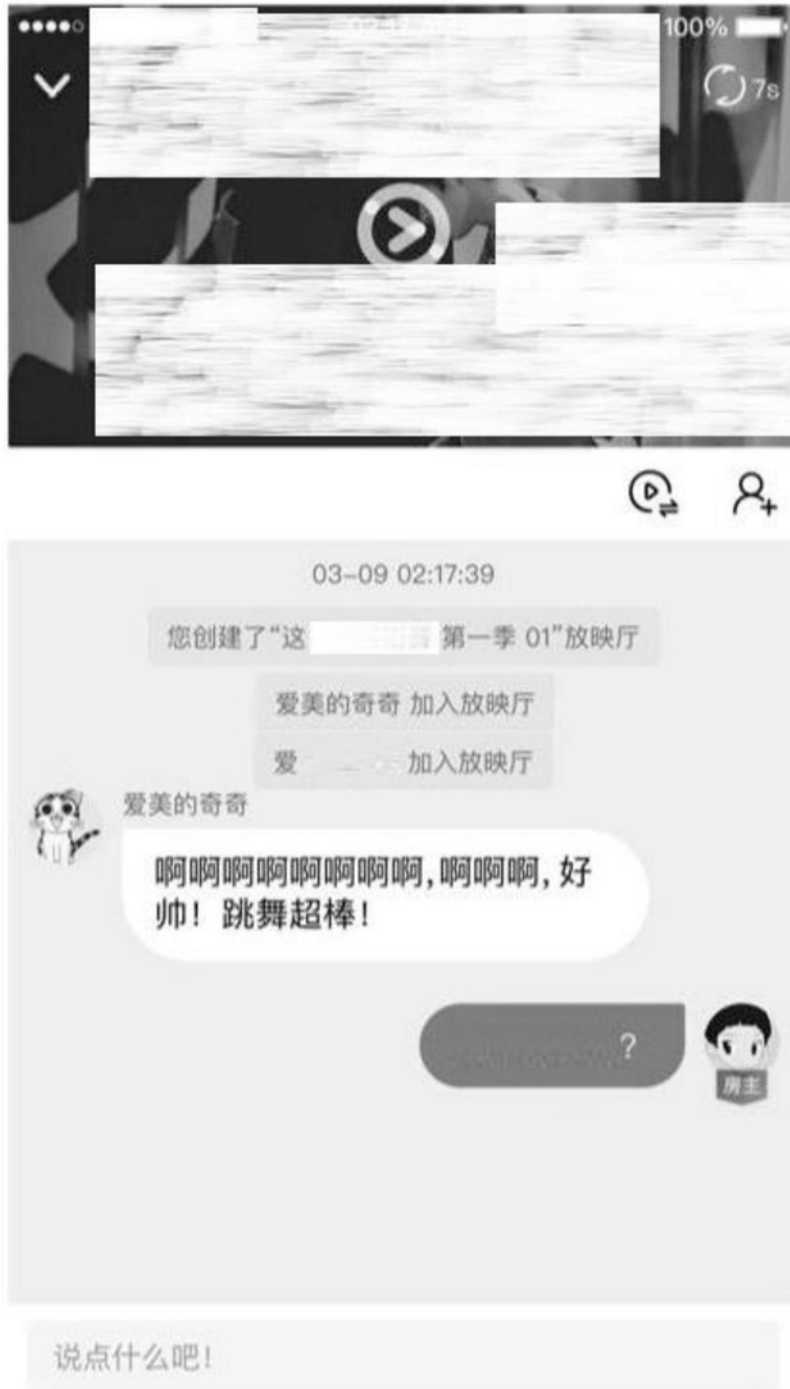 100%
7s
03-09 02:17:39
您创建了“这 第一季 01”放映厅
爱美的奇奇 加入放映厅
爱 加入放映厅
爱美的奇奇
啊啊啊啊啊啊啊啊,啊啊啊,好
帅！跳舞超棒！
?
房主
说点什么吧！